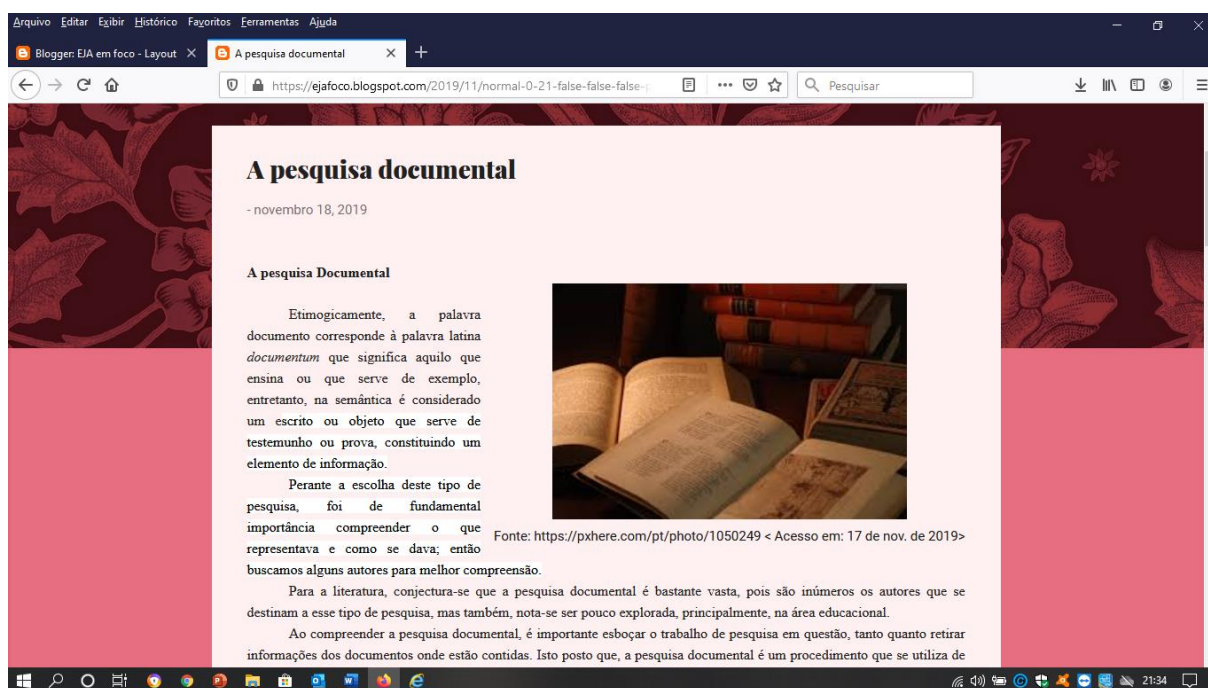 Arquivo Editar Exibir Histórico Favoritos Ferramentas Ajuda
Blogger: EJA em foco - Layout
A pesquisa documental
https://ejafoco.blogspot.com/2019/11/normal-0-21-false-false-false-
Pesquisar
A pesquisa documental
- novembro 18, 2019
A pesquisa Documental
Etimogicamente, a palavra
documento corresponde à palavra latina
documentum que significa aquilo que
ensina ou que serve de exemplo,
entretanto, na semântica é considerado
um escrito ou objeto que serve de
testemunho ou prova, constituindo um
elemento de informação.
Perante a escolha deste tipo de
pesquisa, foi de fundamental
importância compreender o que
representava e como se dava; então
buscamos alguns autores para melhor compreensão.
Fonte: https://pxhere.com/pt/photo/1050249 < Acesso em: 17 de nov. de 2019>
Para a literatura, conjectura-se que a pesquisa documental é bastante vasta, pois são inúmeros os autores que se
destinam a esse tipo de pesquisa, mas também, nota-se ser pouco explorada, principalmente, na área educacional.
Ao compreender a pesquisa documental, é importante esboçar o trabalho de pesquisa em questão, tanto quanto retirar
informações dos documentos onde estão contidas. Isto posto que, a pesquisa documental é um procedimento que se utiliza de
21:34